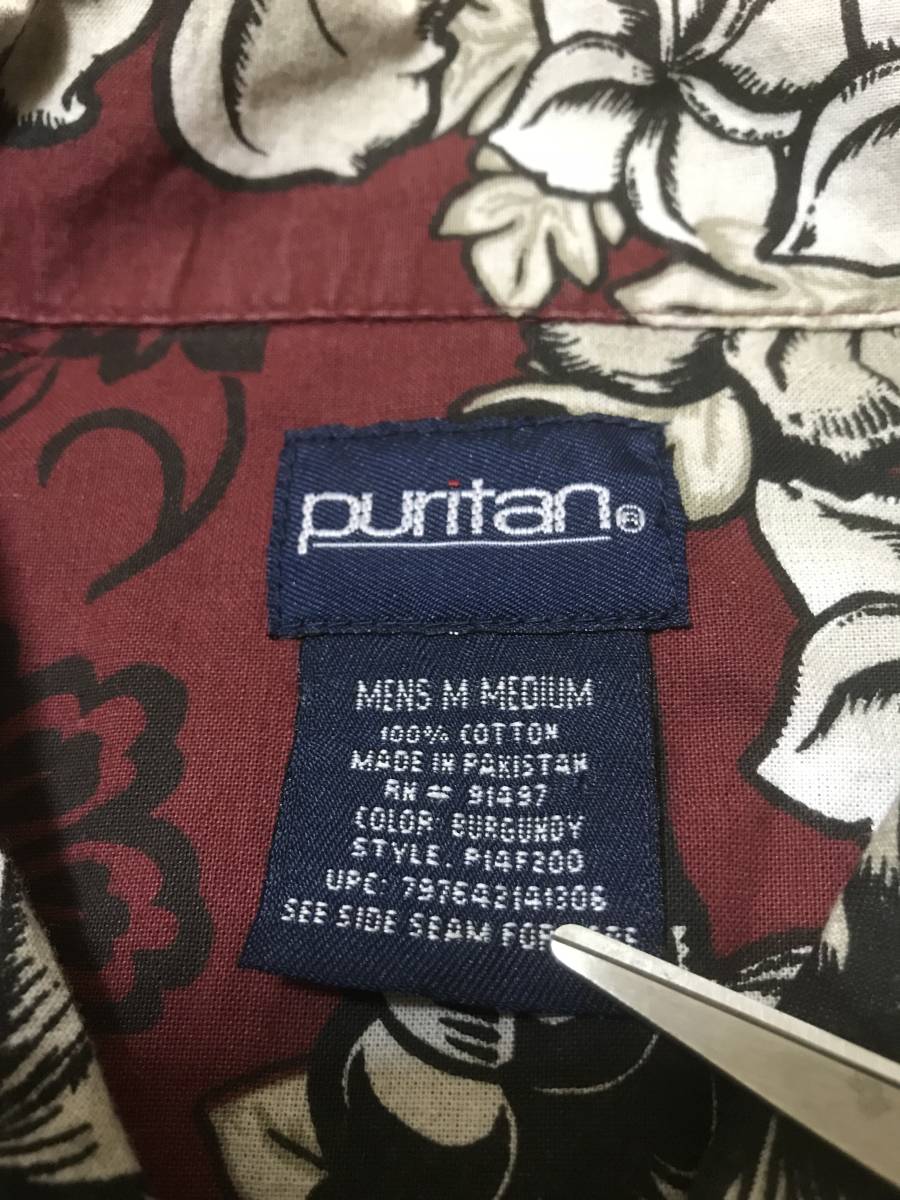 puritan®
MENS M MEDIUM
100% COTTON
MADE IN PAKISTAN
RN # 91497
COLOR: BURGUNDY
STYLE. P14F200
UPC: 797642141306
SEE SIDE SEAM FOR